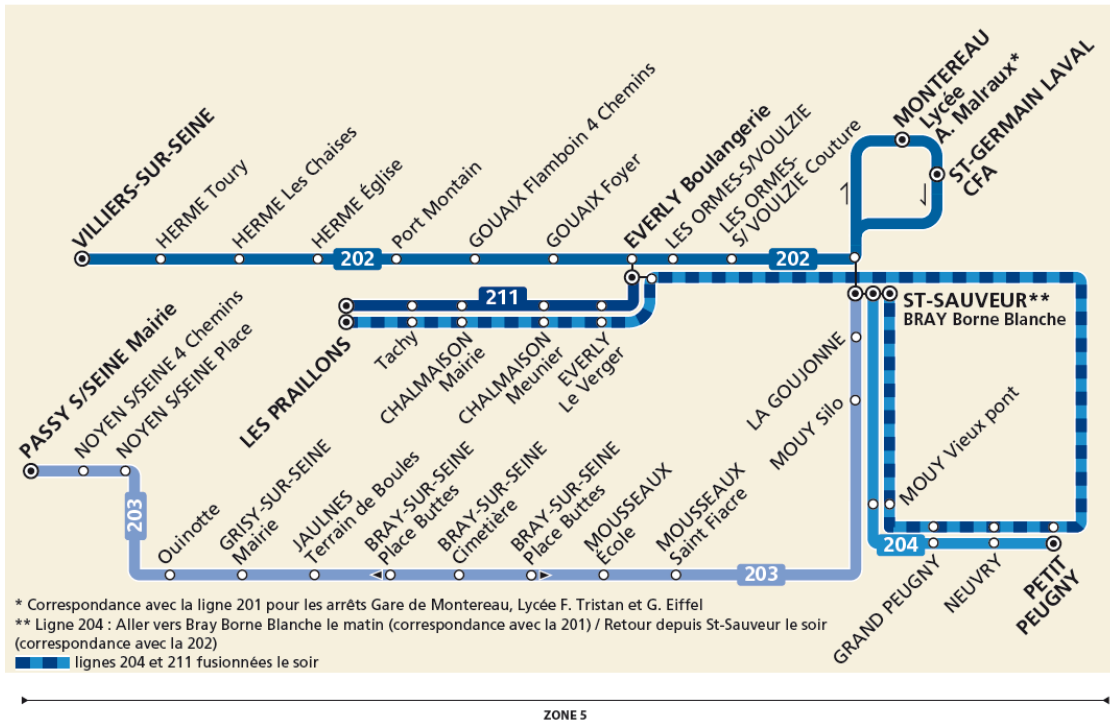 VILLIERS-SUR-SEINE
HERME Toury
HERME Les Chaises
HERME Église
202
Port Montain
GOUAIX Flamboin 4 Chemins
GOUAIX Foyer
EVERLY Boulangerie
LES ORMES-S/VOULZIE
LES ORMES-
S/ VOULZIE Couture
202
MONTEREAU
Lycée
A. Malraux*
ST-GERMAIN LAVAL
CFA
211
LES PRAILLONS
Tachy
CHALMAISON
Mairie
CHALMAISON
Meunier
EVERLY
Le Verger
ST-SAUVEUR**
BRAY Borne Blanche
PASSY S/SEINE Mairie
NOYEN S/SEINE 4 Chemins
NOYEN S/SEINE Place
203
Ouinotte
GRISY-SUR-SEINE
Mairie
JAULNES
Terrain de Boules
BRAY-SUR-SEINE
Place Buttes
BRAY-SUR-SEINE
Cimetière
BRAY-SUR-SEINE
Place Buttes
MOUSSEAUX
École
MOUSSEAUX
Saint Fiacre
203
LA GOUJONNE
MOUY Silo
MOUY Vieux pont
204
GRAND PEUGNY
NEUVRY
PETIT
PEUGNY
* Correspondance avec la ligne 201 pour les arrêts Gare de Montereau, Lycée F. Tristan et G. Eiffel
** Ligne 204 : Aller vers Bray Borne Blanche le matin (correspondance avec la 201) / Retour depuis St-Sauveur le soir
(correspondance avec la 202)
lignes 204 et 211 fusionnées le soir
ZONE 5